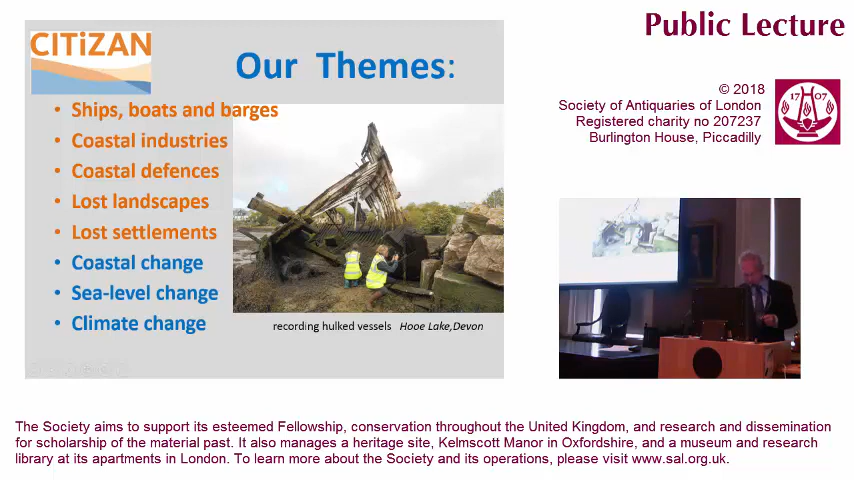 CITiZAN
Our Themes:
• Ships, boats and barges
• Coastal industries
• Coastal defences
• Lost landscapes
• Lost settlements
• Coastal change
• Sea-level change
• Climate change
recording hulked vessels Hooe Lake,Devon
Public Lecture
© 2018
Society of Antiquaries of London
Registered charity no 207237
Burlington House, Piccadilly
1707
The Society aims to support its esteemed Fellowship, conservation throughout the United Kingdom, and research and dissemination
for scholarship of the material past. It also manages a heritage site, Kelmscott Manor in Oxfordshire, and a museum and research
library at its apartments in London. To learn more about the Society and its operations, please visit www.sal.org.uk.